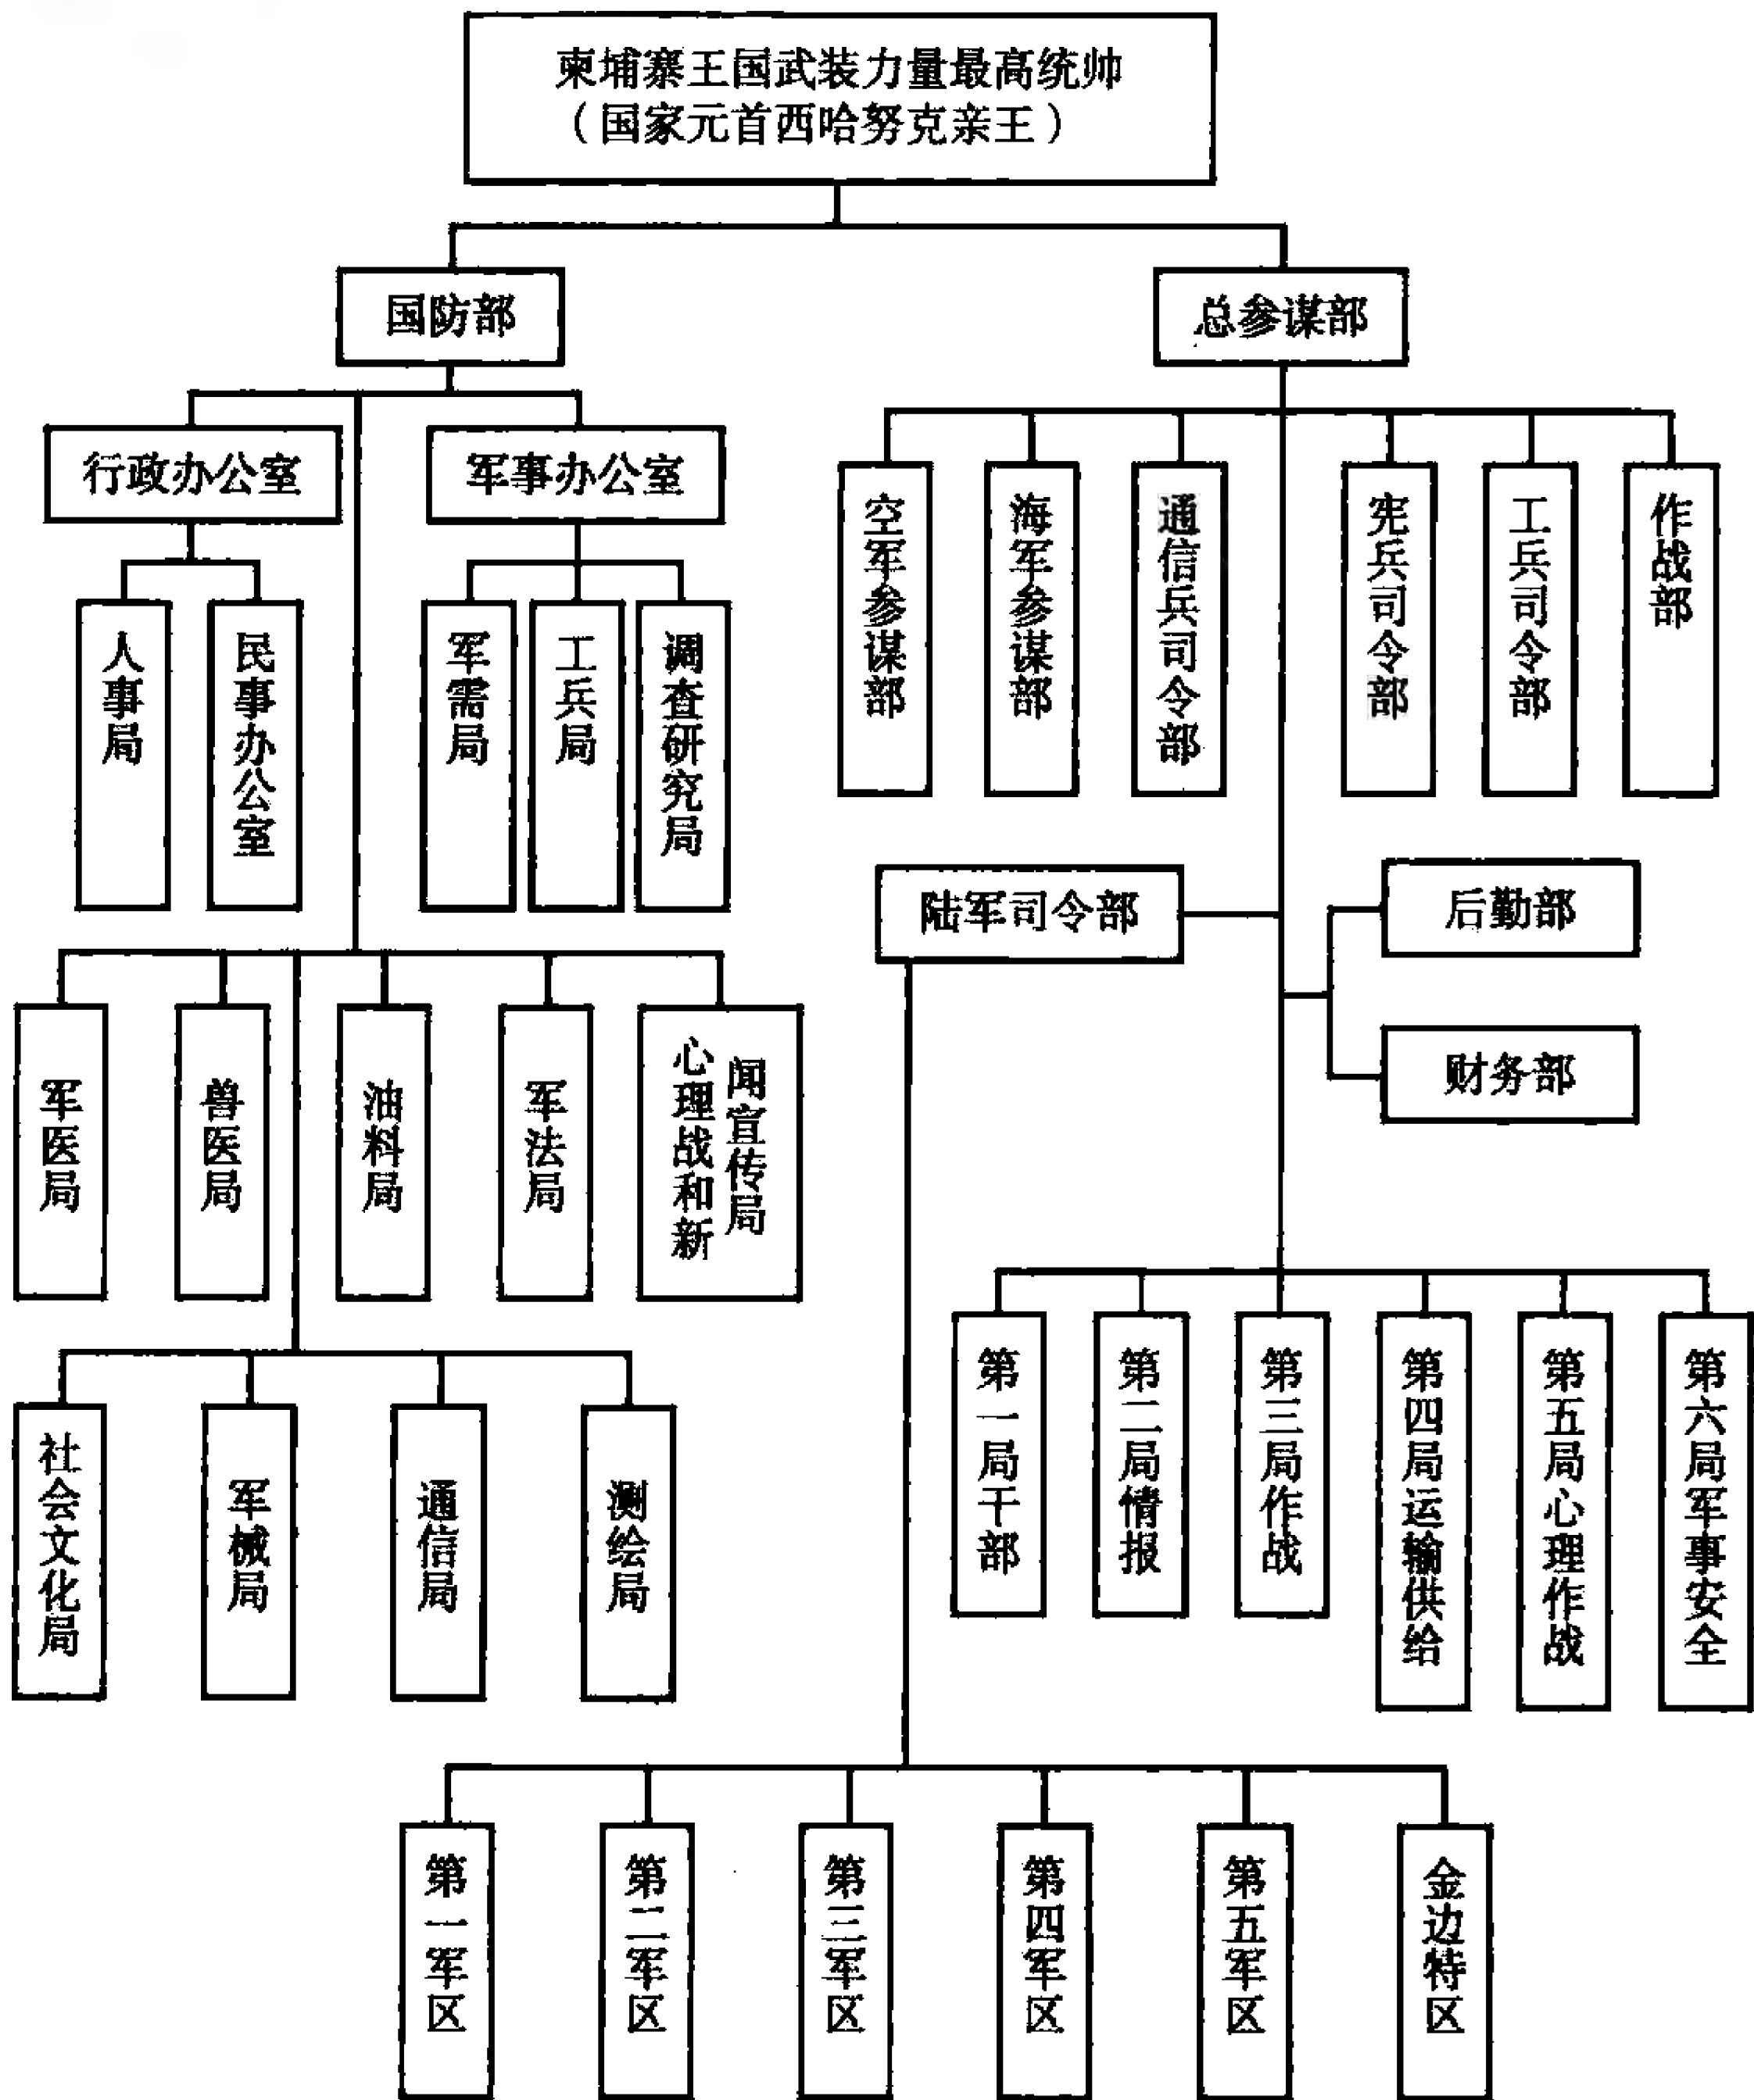 柬埔寨王国武装力量最高统帅
（国家元首西哈努克亲王）
国防部
总参谋部
行政办公室
军事办公室
人事局
民事办公室
军需局
工兵局
调查研究局
空军参谋部
海军参谋部
通信兵司令部
宪兵司令部
工兵司令部
作战部
陆军司令部
后勤部
财务部
军医局
兽医局
油料局
军法局
心理战和新
闻宣传局
社会文化局
军械局
通信局
测绘局
第一局干部
第二局情报
第三局作战
第四局运输供给
第五局心理作战
第六局军事安全
第一军区
第二军区
第三军区
第四军区
第五军区
金边特区